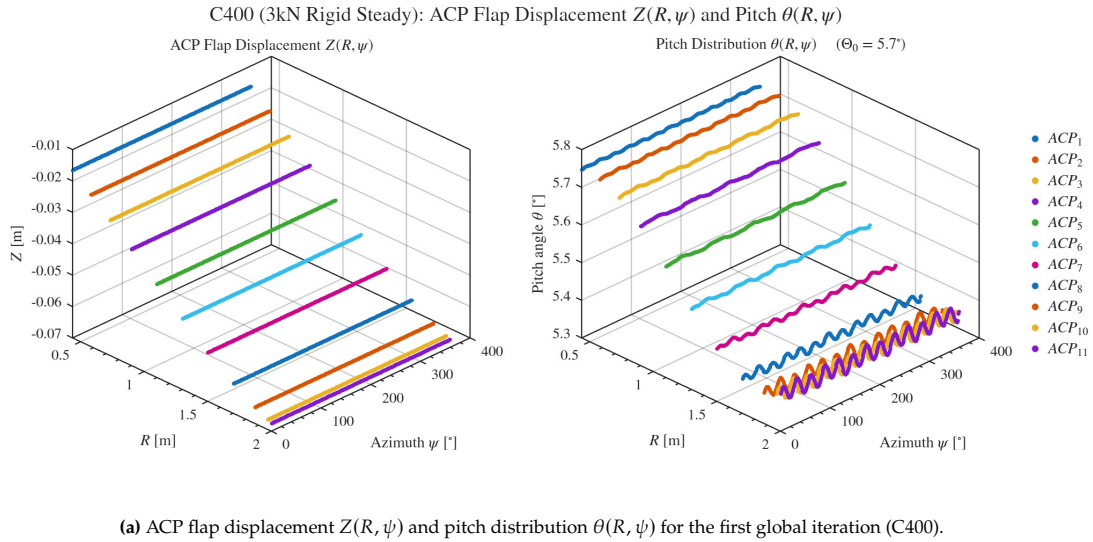 C400 (3kN Rigid Steady): ACP Flap Displacement Z(R, ψ) and Pitch θ(R, ψ)
ACP Flap Displacement Z(R, ψ)
-0.01
-0.02
-0.03
-0.04
-0.05
-0.06
-0.07
Z [m]
0.5
1
1.5
2
R [m]
0
100
200
300
400
Azimuth ψ [°]
Pitch Distribution θ(R, ψ) (Θ₀ = 5.7°)
5.8
5.7
5.6
5.5
5.4
5.3
Pitch angle θ [°]
0.5
1
1.5
2
R [m]
0
100
200
300
400
Azimuth ψ [°]
ACP₁
ACP₂
ACP₃
ACP₄
ACP₅
ACP₆
ACP₇
ACP₈
ACP₉
ACP₁₀
ACP₁₁
(a) ACP flap displacement Z(R, ψ) and pitch distribution θ(R, ψ) for the first global iteration (C400).